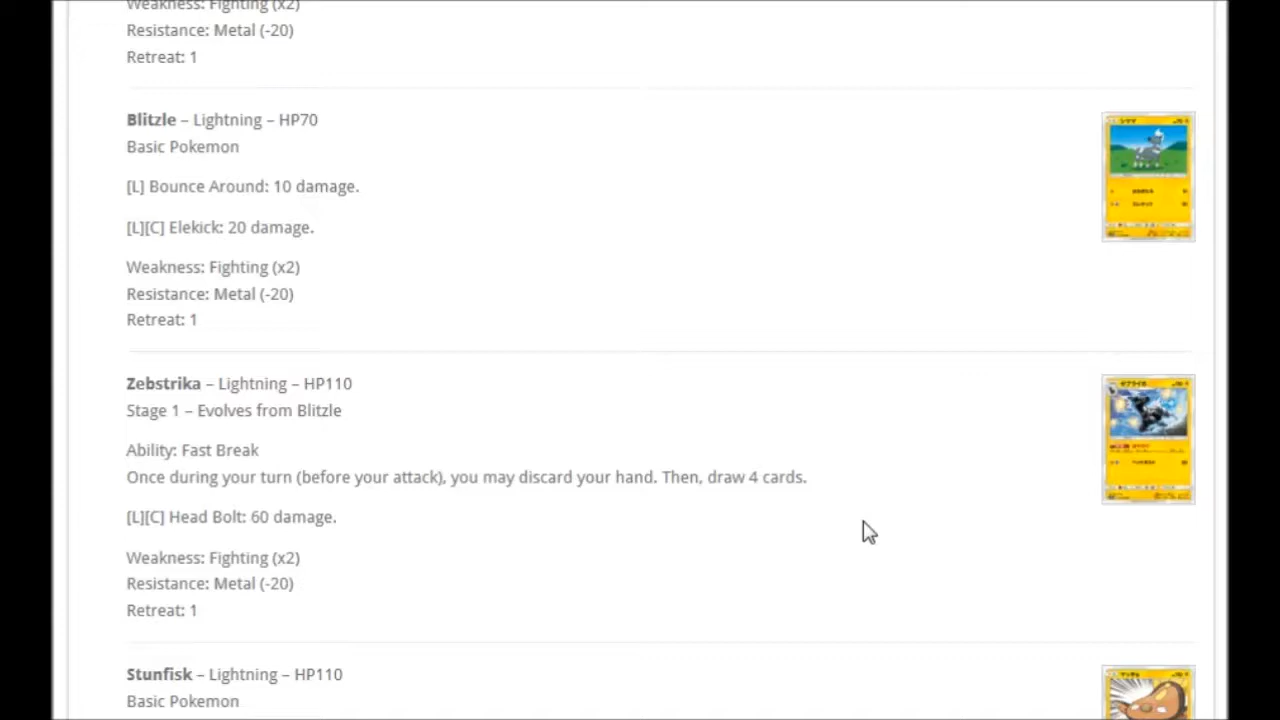 Weakness: Fighting (x2)
Resistance: Metal (-20)
Retreat: 1
Blitzle – Lightning – HP70
Basic Pokemon
[L] Bounce Around: 10 damage.
[L][C] Elekick: 20 damage.
Weakness: Fighting (x2)
Resistance: Metal (-20)
Retreat: 1
Zebstrika – Lightning – HP110
Stage 1 – Evolves from Blitzle
Ability: Fast Break
Once during your turn (before your attack), you may discard your hand. Then, draw 4 cards.
[L][C] Head Bolt: 60 damage.
Weakness: Fighting (x2)
Resistance: Metal (-20)
Retreat: 1
Stunfisk – Lightning – HP110
Basic Pokemon